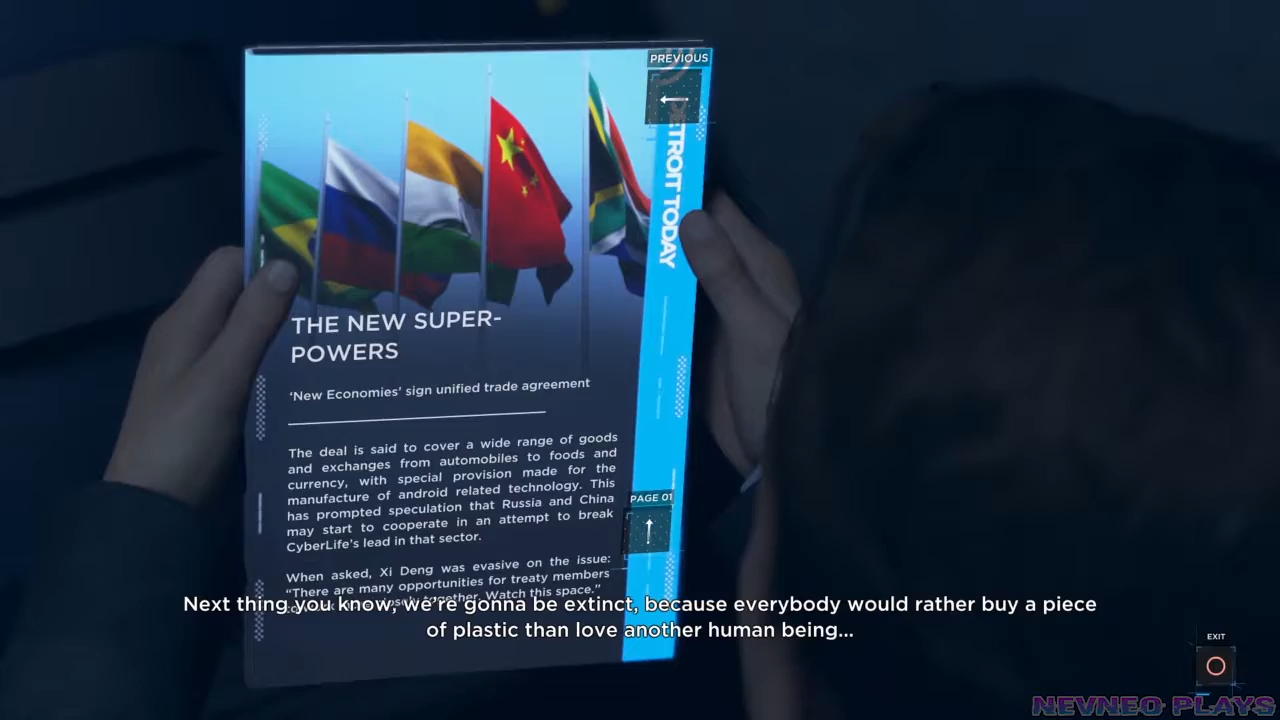 PREVIOUS
DETROIT TODAY
THE NEW SUPER-
POWERS
'New Economies' sign unified trade agreement
The deal is said to cover a wide range of goods
and exchanges from automobiles to foods and
currency, with special provision made for the
manufacture of android related technology. This
has prompted speculation that Russia and China
may start to cooperate in an attempt to break
CyberLife's lead in that sector.
PAGE 01
When asked, Xi Deng was evasive on the issue:
"There are many opportunities for treaty members
together. Watch this space."
Next thing you know, we're gonna be extinct, because everybody would rather buy a piece
of plastic than love another human being...
EXIT
NEVNEO PLAYS